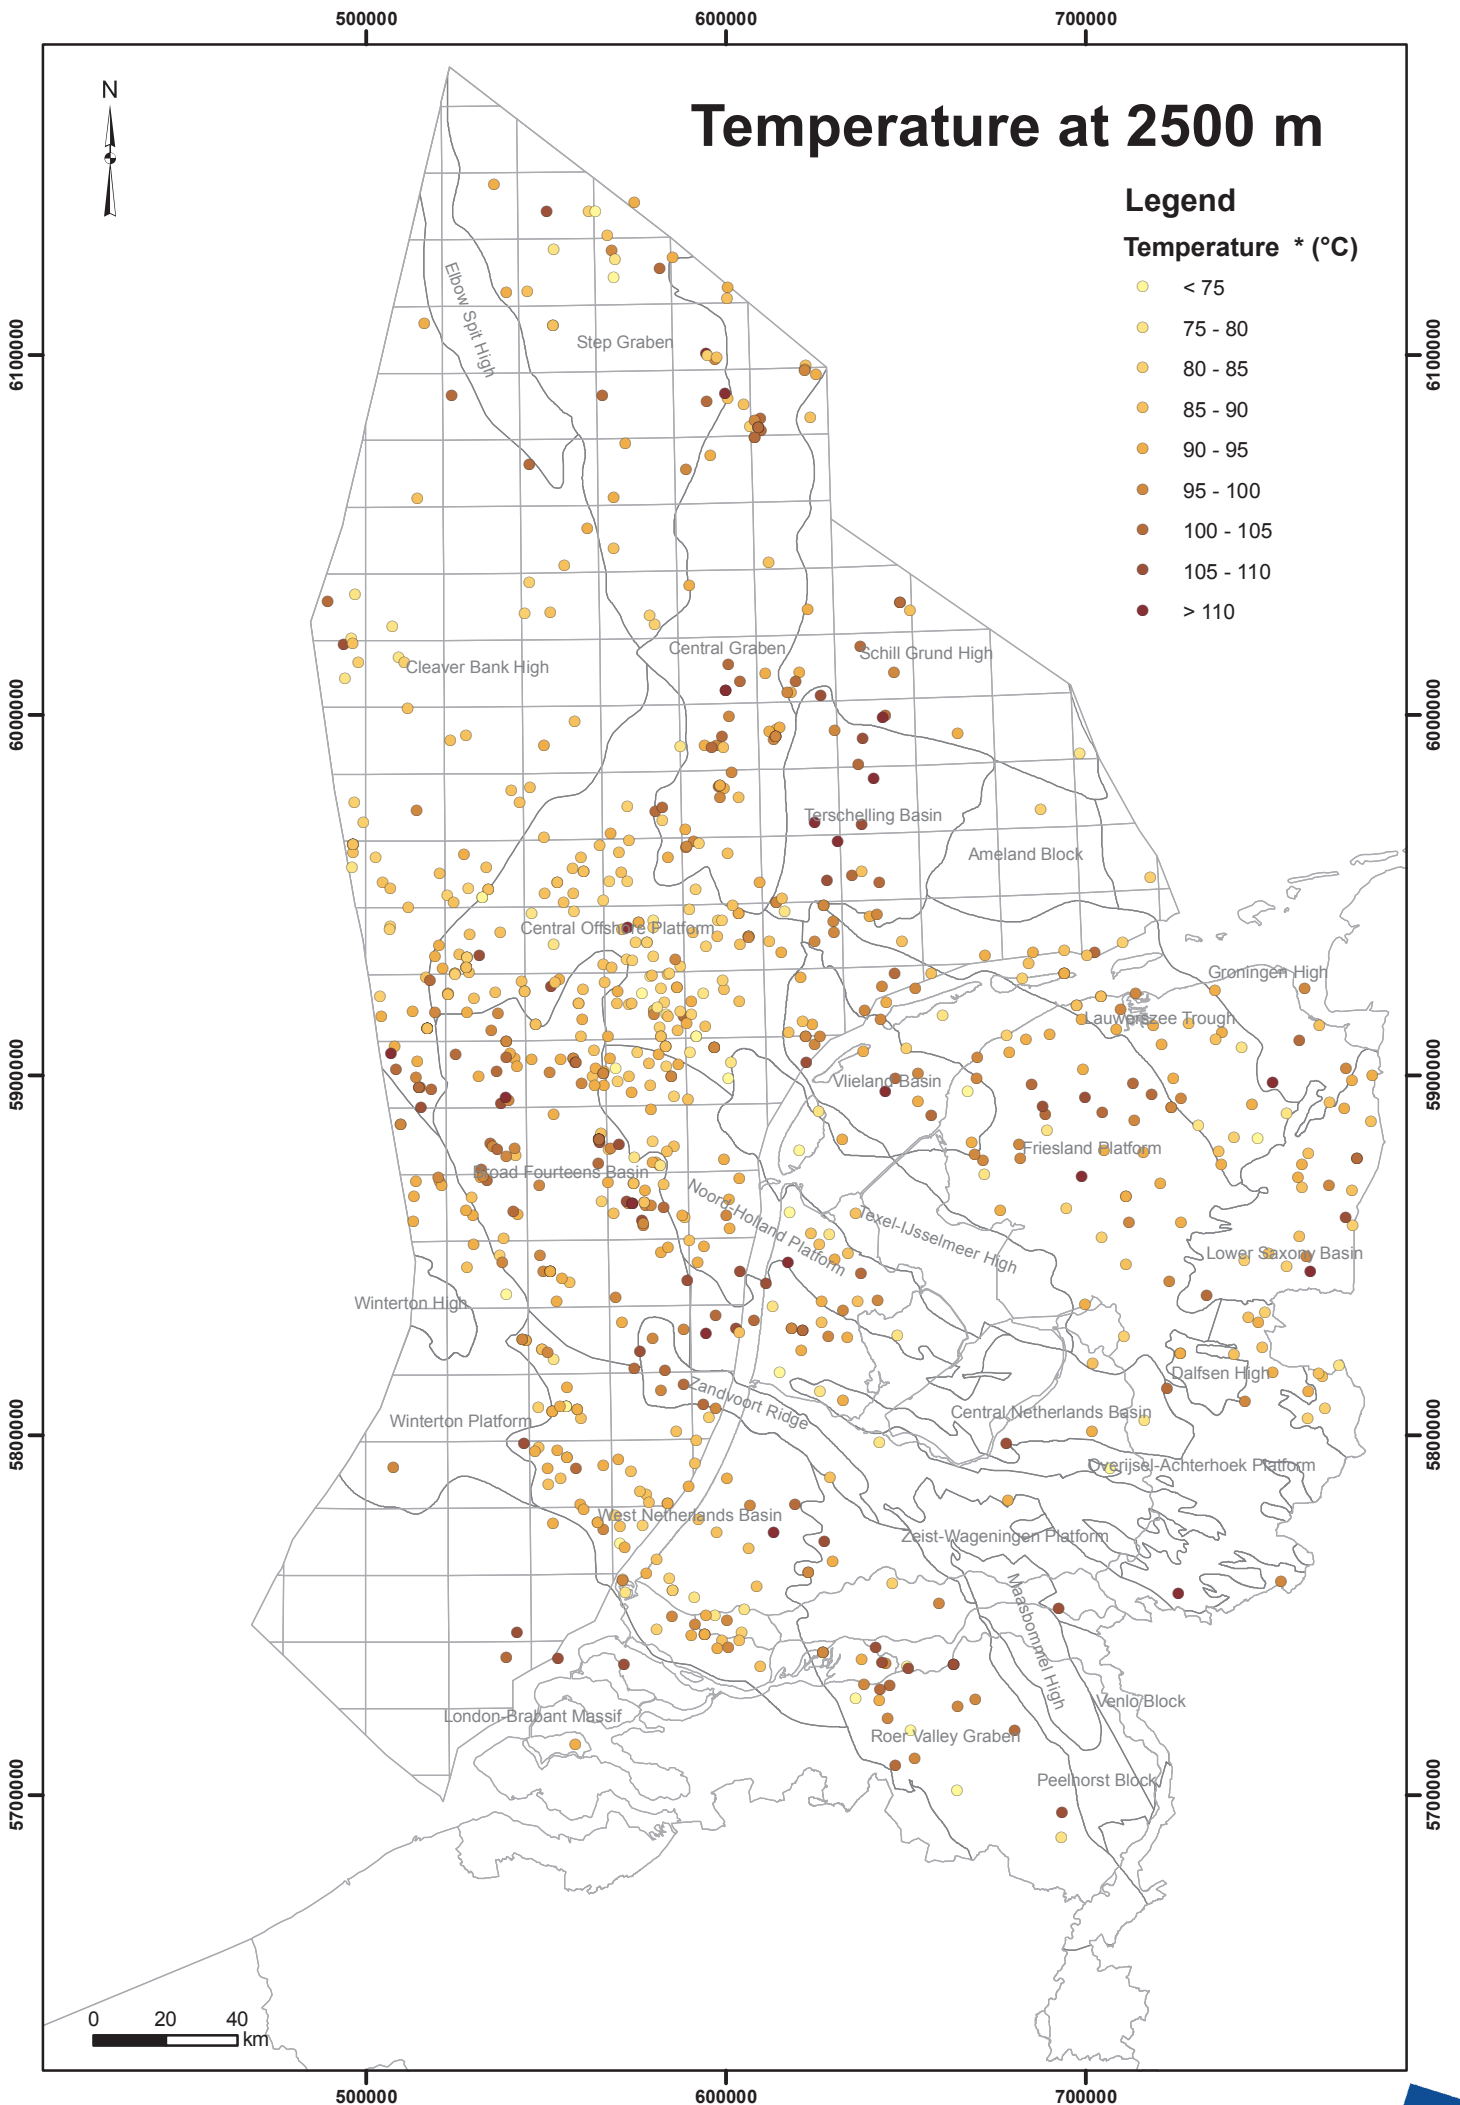 500000
600000
700000
N
Temperature at 2500 m
Legend
Temperature * (°C)
< 75
75 - 80
80 - 85
85 - 90
90 - 95
95 - 100
100 - 105
105 - 110
> 110
6100000
6100000
Elbow Spit High
Step Graben
Central Graben
Schill Grund High
Cleaver Bank High
6000000
6000000
Terschelling Basin
Ameland Block
Central Offshore Platform
Groningen High
Lauwerszee Trough
5900000
5900000
Vlieland Basin
Friesland Platform
Broad Fourteens Basin
Noord-Holland Platform
Texel-IJsselmeer High
Lower Saxony Basin
Winterton High
Dalfsen High
Zandvoort Ridge
Winterton Platform
Central Netherlands Basin
5800000
5800000
Overijsel-Achterhoek Platform
West Netherlands Basin
Zeist-Wageningen Platform
Maasbommel High
Venlo Block
London-Brabant Massif
Roer Valley Graben
Peelhorst Block
5700000
5700000
0 20 40
km
500000
600000
700000